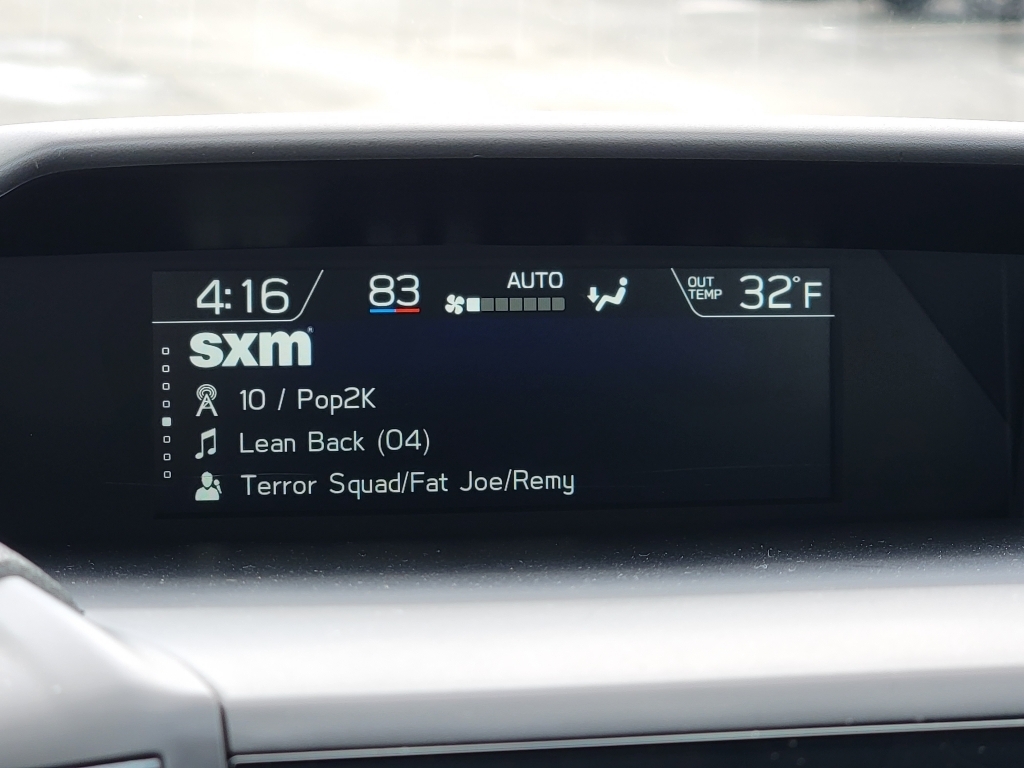 4:16
83
AUTO
OUT TEMP 32°F
sxm®
10 / Pop2K
Lean Back (04)
Terror Squad/Fat Joe/Remy